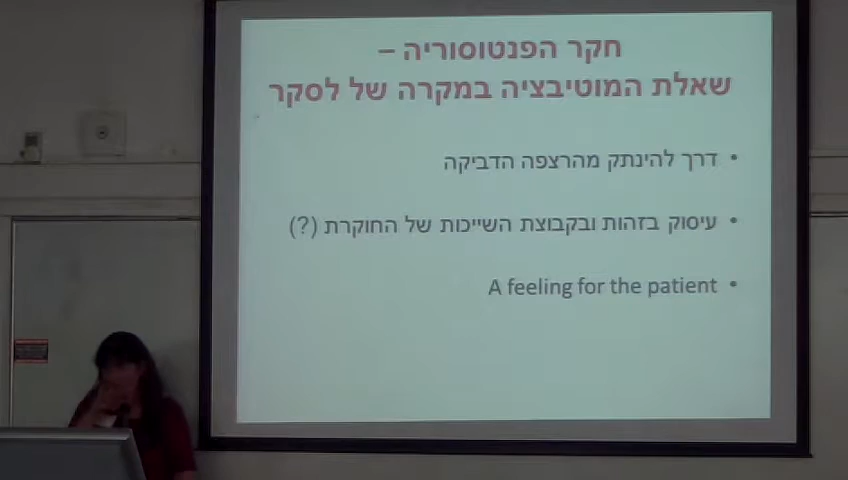 חקר הפנטוסוריה –
שאלת המוטיבציה במקרה של לסקר
• דרך להינתק מהרצפה הדביקה
• עיסוק בזהות ובקבוצת השייכות של החוקרת (?)
• A feeling for the patient